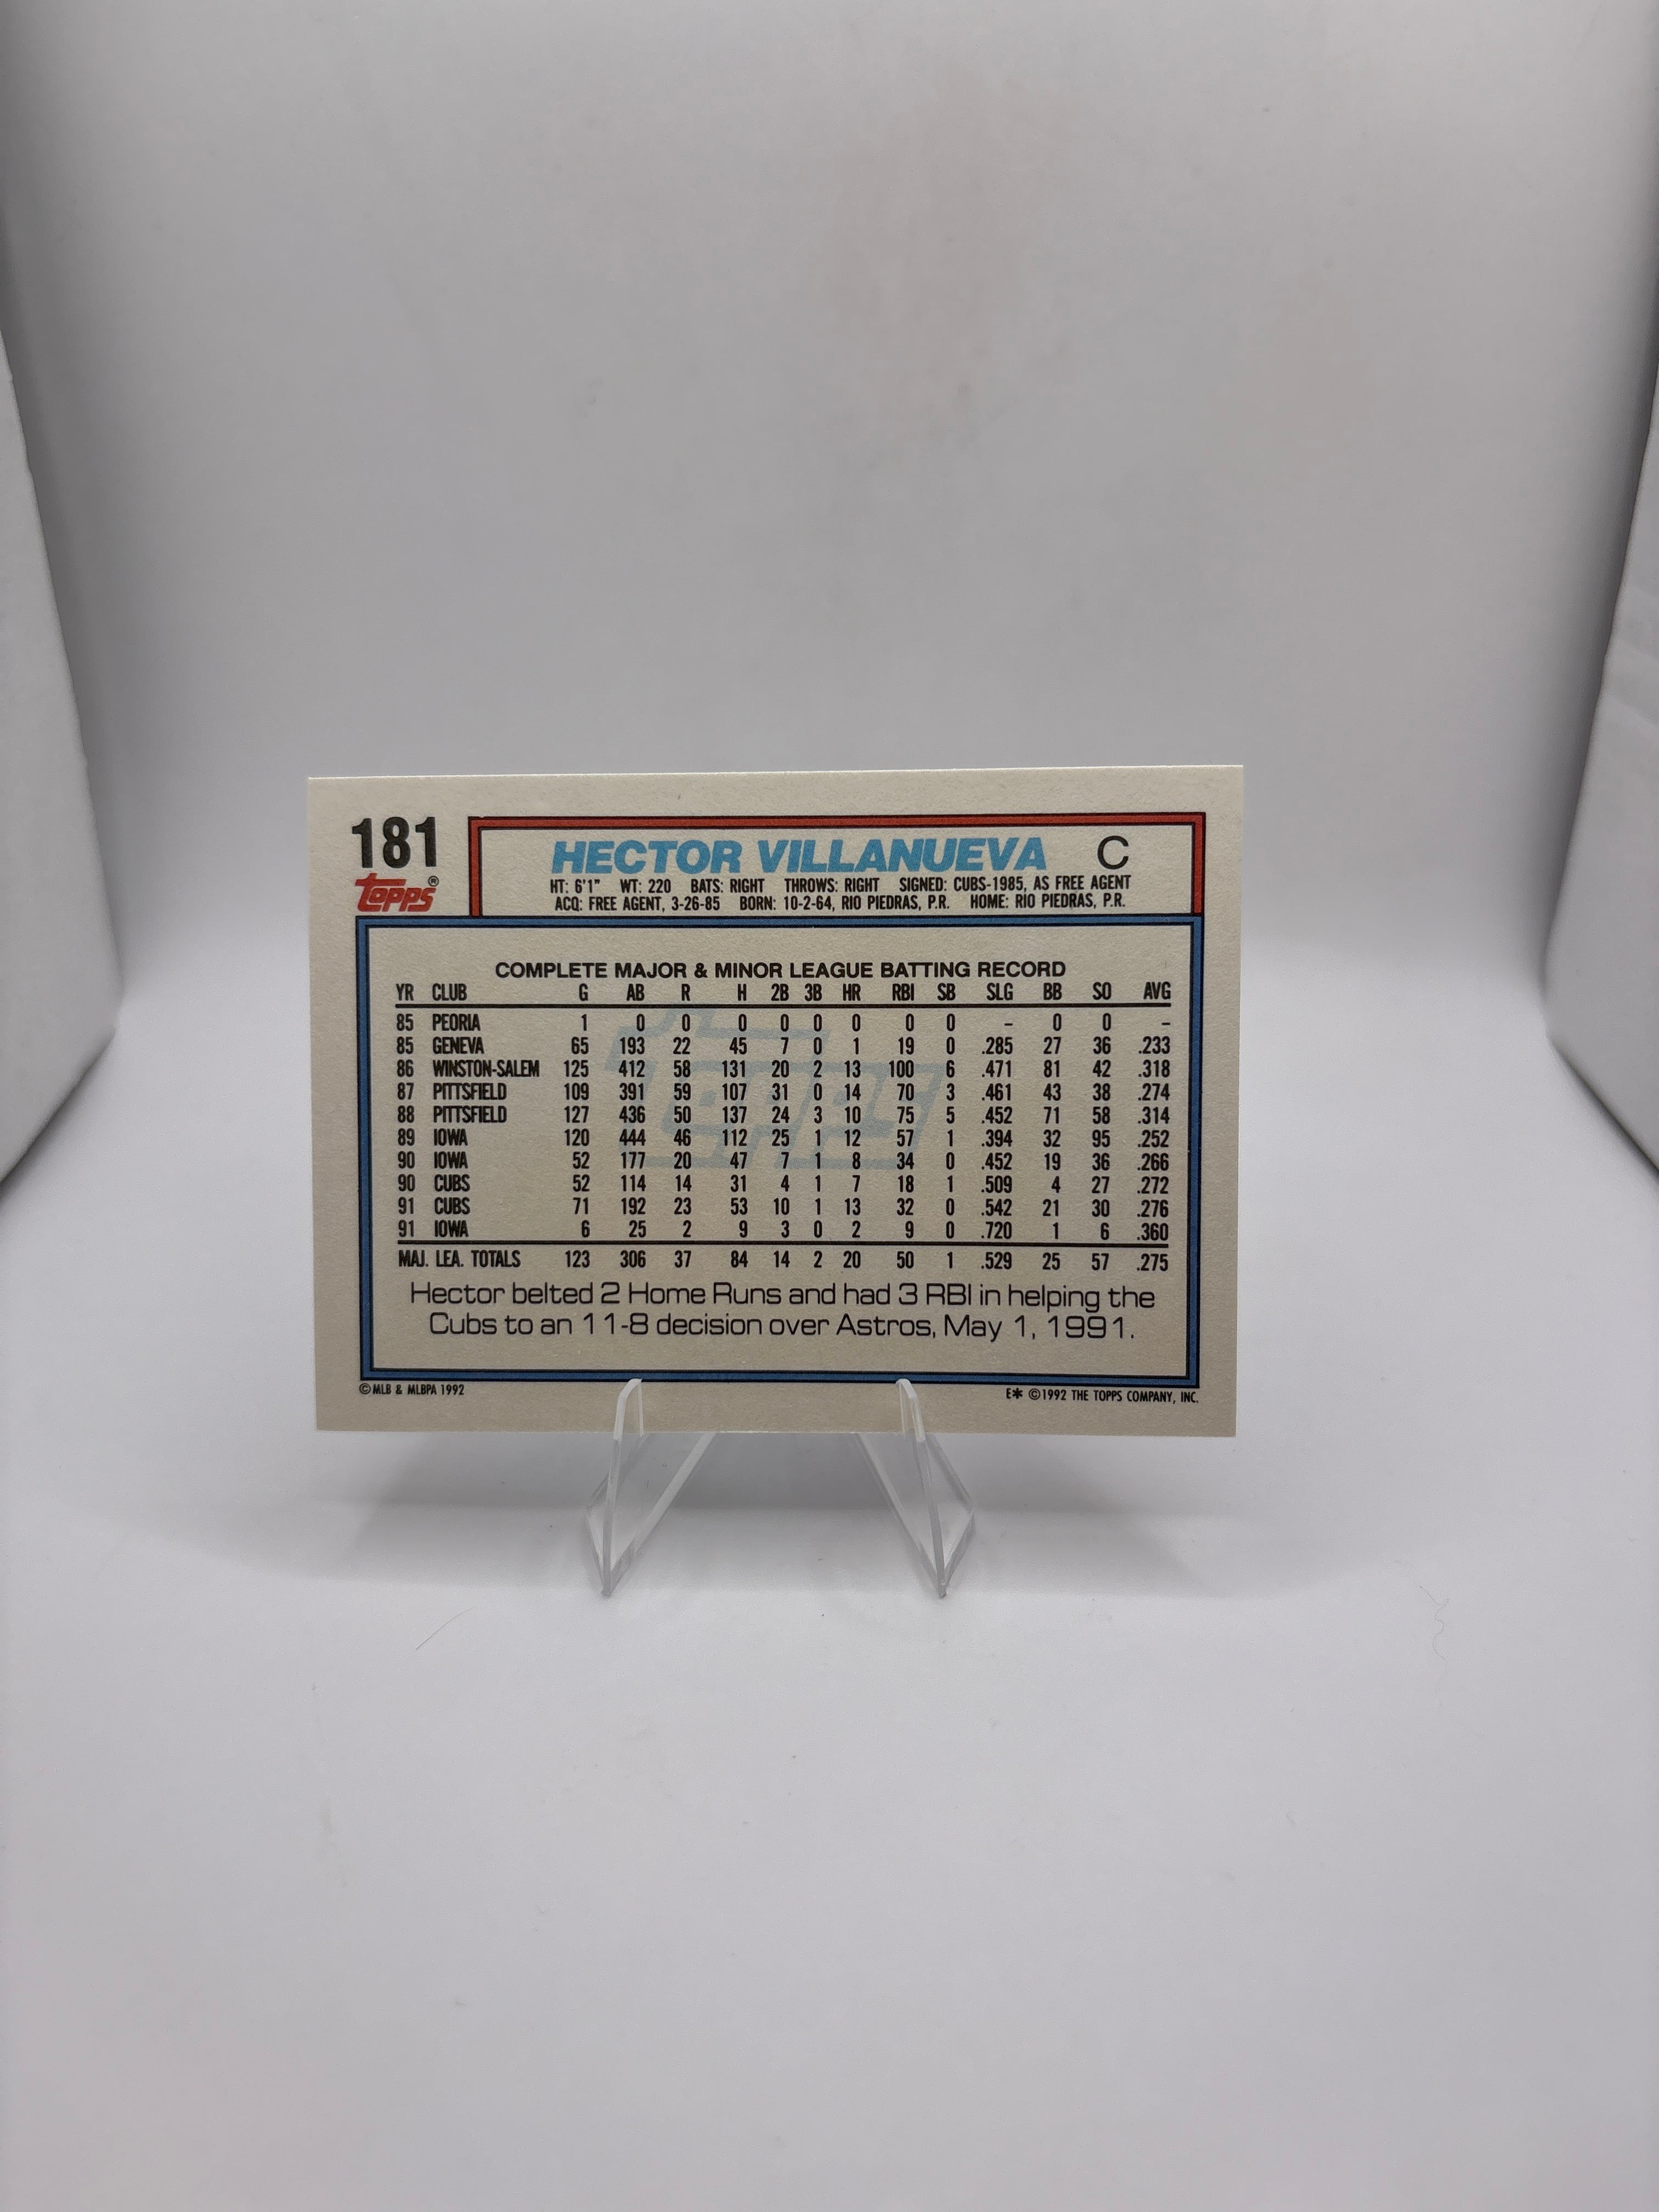 181
HECTOR VILLANUEVA C
topps®
HT: 6'1" WT: 220 BATS: RIGHT THROWS: RIGHT SIGNED: CUBS-1985, AS FREE AGENT
ACQ: FREE AGENT, 3-26-85 BORN: 10-2-64, RIO PIEDRAS, P.R. HOME: RIO PIEDRAS, P.R.
COMPLETE MAJOR & MINOR LEAGUE BATTING RECORD
YR CLUB G AB R H 2B 3B HR RBI SB SLG BB SO AVG
85 PEORIA 1 0 0 0 0 0 0 0 0 – 0 0 –
85 GENEVA 65 193 22 45 7 0 1 19 0 .285 27 36 .233
86 WINSTON-SALEM 125 412 58 131 20 2 13 100 6 .471 81 42 .318
87 PITTSFIELD 109 391 59 107 31 0 14 70 3 .461 43 38 .274
88 PITTSFIELD 127 436 50 137 24 3 10 75 5 .452 71 58 .314
89 IOWA 120 444 46 112 25 1 12 57 1 .394 32 95 .252
90 IOWA 52 177 20 47 7 1 8 34 0 .452 19 36 .266
90 CUBS 52 114 14 31 4 1 7 18 1 .509 4 27 .272
91 CUBS 71 192 23 53 10 1 13 32 0 .542 21 30 .276
91 IOWA 6 25 2 9 3 0 2 9 0 .720 1 6 .360
MAJ. LEA. TOTALS 123 306 37 84 14 2 20 50 1 .529 25 57 .275
Hector belted 2 Home Runs and had 3 RBI in helping the
Cubs to an 11-8 decision over Astros, May 1, 1991.
© MLB & MLBPA 1992
E* © 1992 THE TOPPS COMPANY, INC.